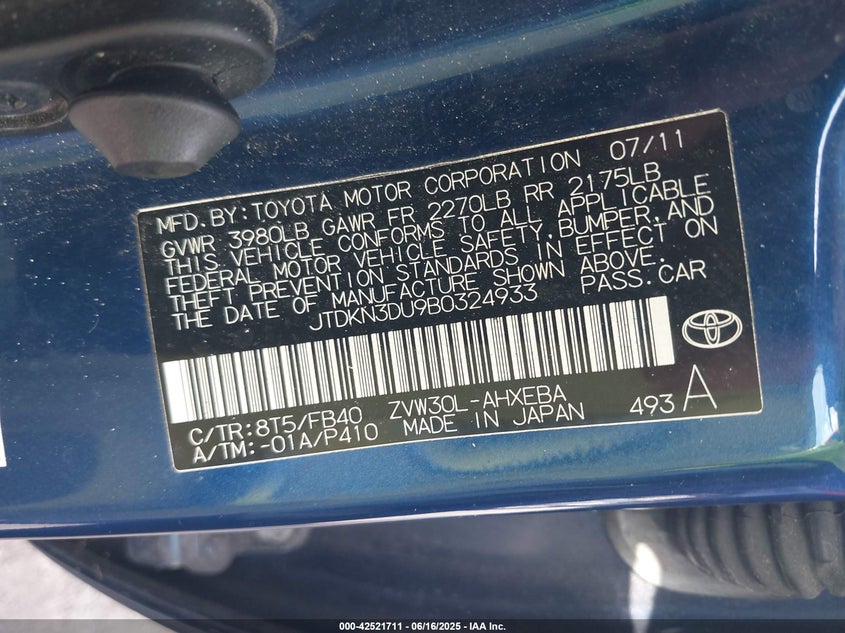 MFD.BY:TOYOTA MOTOR CORPORATION 07/11
GVWR 3980LB GAWR FR 2270LB RR 2175LB
THIS VEHICLE CONFORMS TO ALL APPLICABLE
FEDERAL MOTOR VEHICLE SAFETY,BUMPER,AND
THEFT PREVENTION STANDARDS IN EFFECT ON
THE DATE OF MANUFACTURE SHOWN ABOVE.
JTDKN3DU9B0324933 PASS.CAR
C/TR:8T5/FB40 ZVW30L-AHXEBA
A/TM:-01A/P410 MADE IN JAPAN 493 A
000-42521711 - 06/16/2025 - IAA Inc.